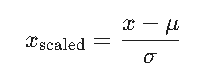 x_scaled = (x − μ) / σ